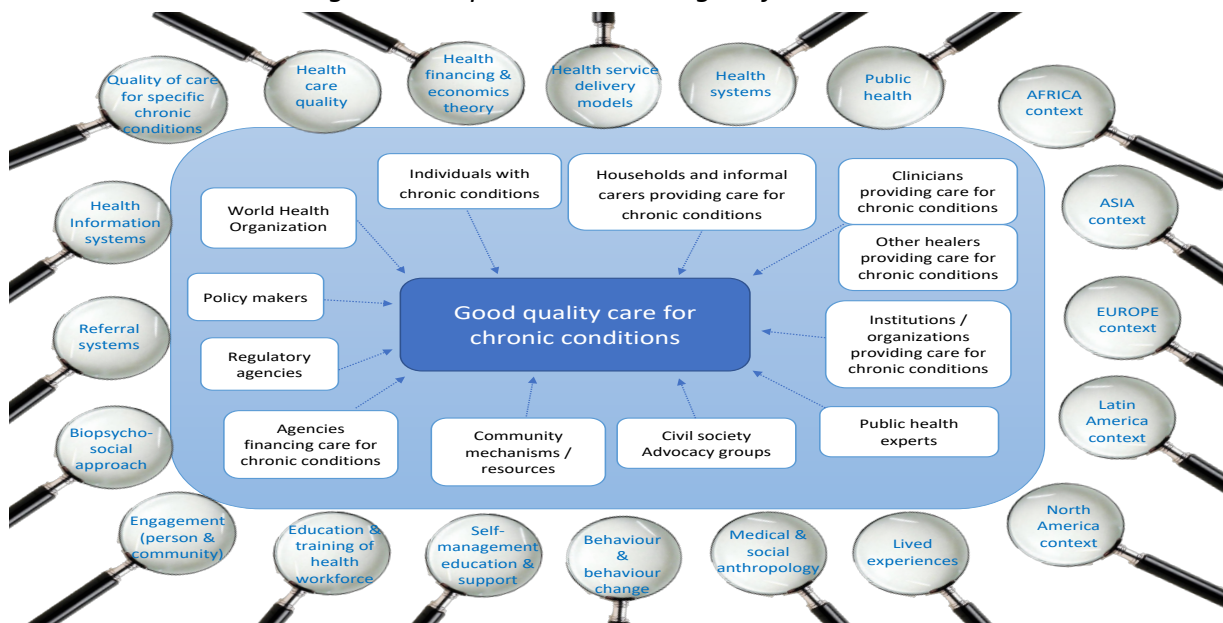 Quality of care
for specific
chronic
conditions
Health
care
quality
Health
financing &
economics
theory
Health service
delivery
models
Health
systems
Public
health
AFRICA
context
Health
Information
systems
ASIA
context
Referral
systems
EUROPE
context
Biopsycho-
social
approach
Latin
America
context
Engagement
(person &
community)
Education &
training of
health
workforce
Self-
management
education &
support
Behaviour
&
behaviour
change
Medical &
social
anthropology
Lived
experiences
North
America
context
World Health
Organization
Individuals with
chronic conditions
Households and informal
carers providing care for
chronic conditions
Clinicians
providing care for
chronic conditions
Other healers
providing care for
chronic conditions
Policy makers
Good quality care for
chronic conditions
Institutions /
organizations
providing care for
chronic conditions
Regulatory
agencies
Agencies
financing care for
chronic conditions
Community
mechanisms /
resources
Civil society
Advocacy groups
Public health
experts